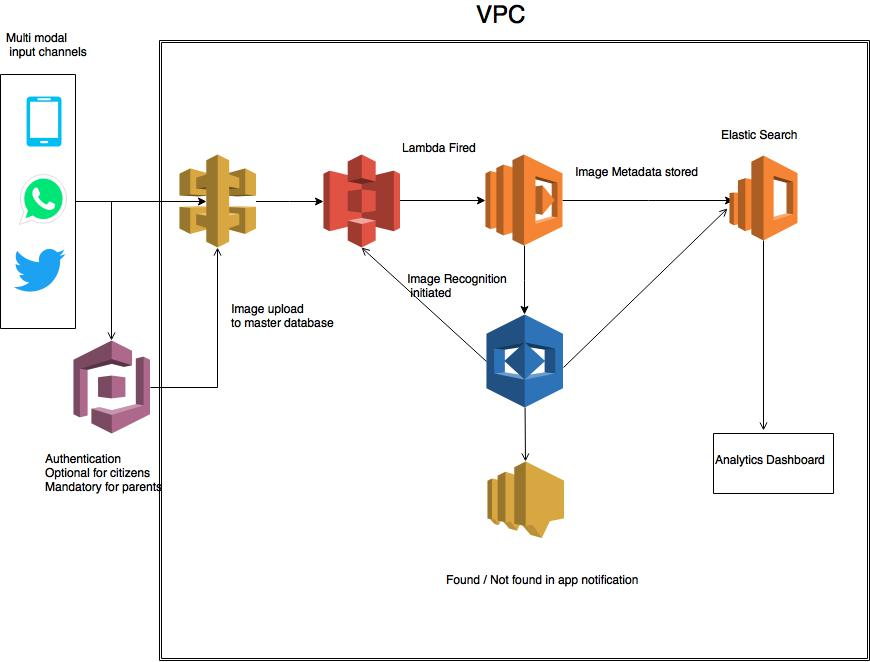 VPC
Multi modal
input channels
Lambda Fired
Elastic Search
Image Metadata stored
Image Recognition
initiated
Image upload
to master database
Authentication
Optional for citizens
Mandatory for parents
Analytics Dashboard
Found / Not found in app notification